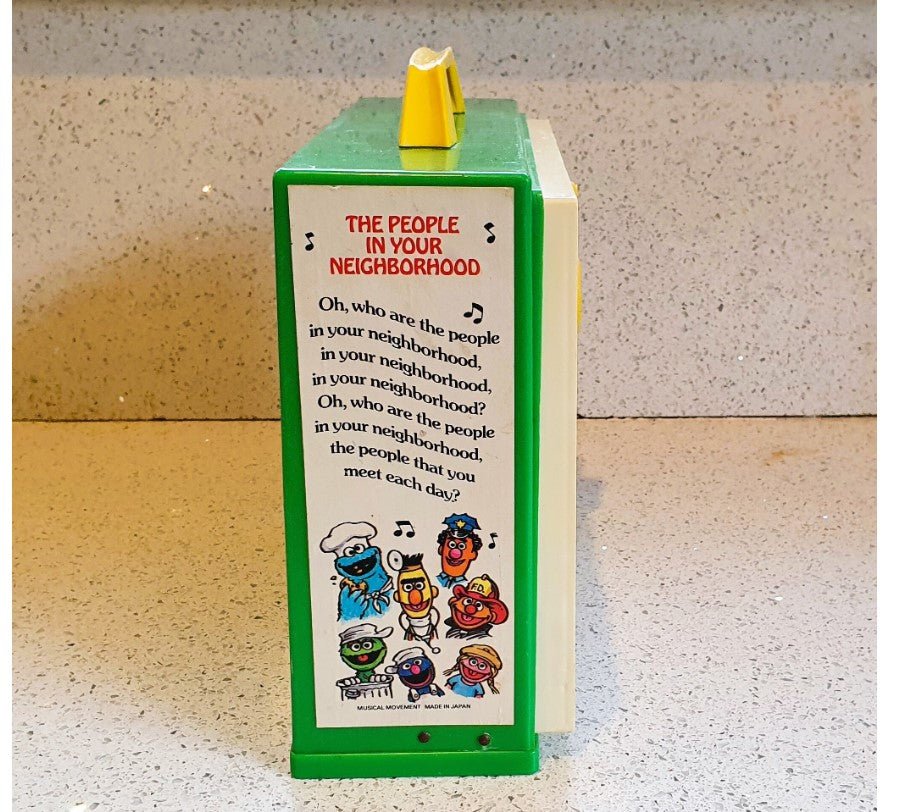 THE PEOPLE
IN YOUR
NEIGHBORHOOD
Oh, who are the people
in your neighborhood,
in your neighborhood,
in your neighborhood?
Oh, who are the people
in your neighborhood,
the people that you
meet each day?
F.D.
MUSICAL MOVEMENT MADE IN JAPAN